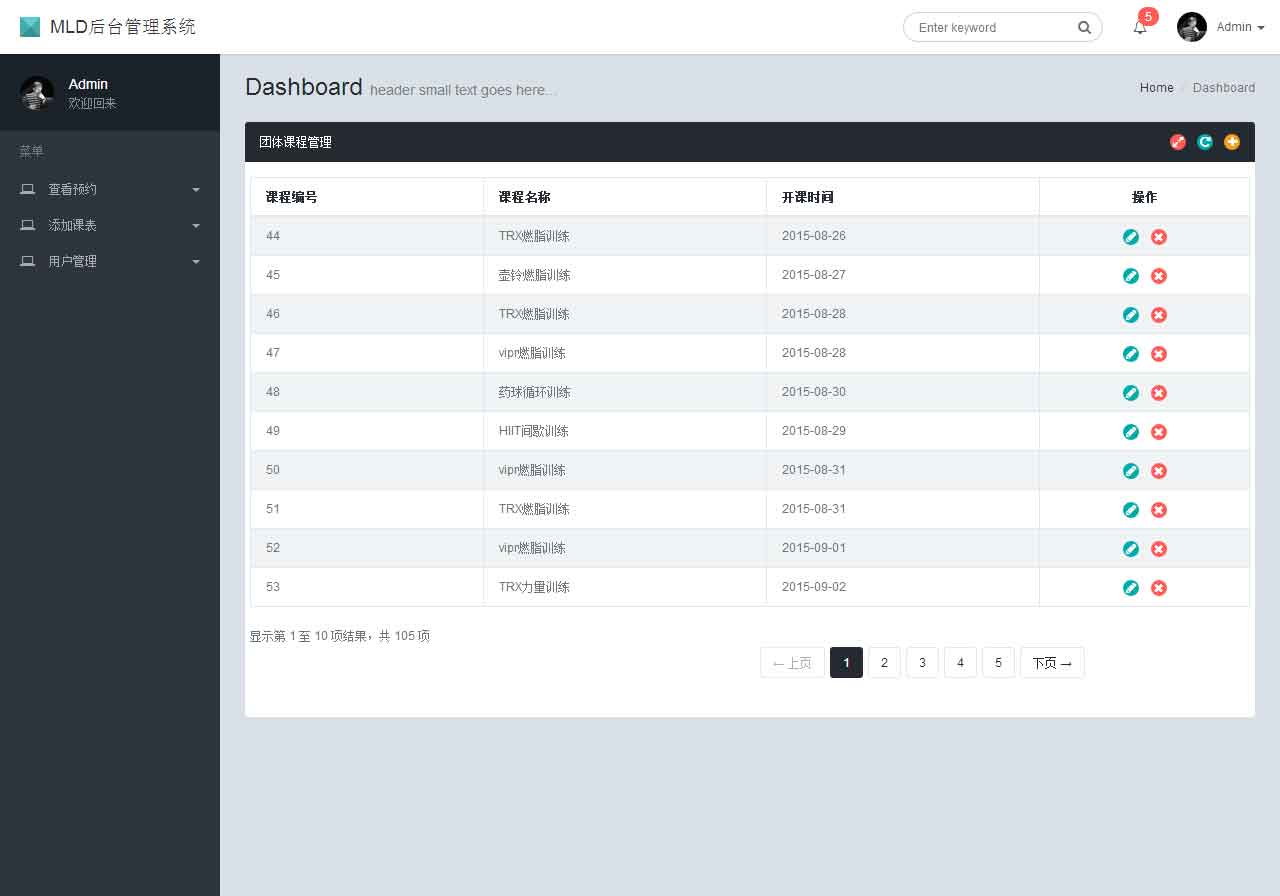 MLD后台管理系统
Enter keyword
5
Admin
Admin
欢迎回来
菜单
查看预约
添加课表
用户管理
Dashboard header small text goes here...
Home / Dashboard
团体课程管理
课程编号 课程名称 开课时间 操作
44 TRX燃脂训练 2015-08-26
45 壶铃燃脂训练 2015-08-27
46 TRX燃脂训练 2015-08-28
47 vipr燃脂训练 2015-08-28
48 药球循环训练 2015-08-30
49 HIIT间歇训练 2015-08-29
50 vipr燃脂训练 2015-08-31
51 TRX燃脂训练 2015-08-31
52 vipr燃脂训练 2015-09-01
53 TRX力量训练 2015-09-02
显示第 1 至 10 项结果，共 105 项
← 上页 1 2 3 4 5 下页 →